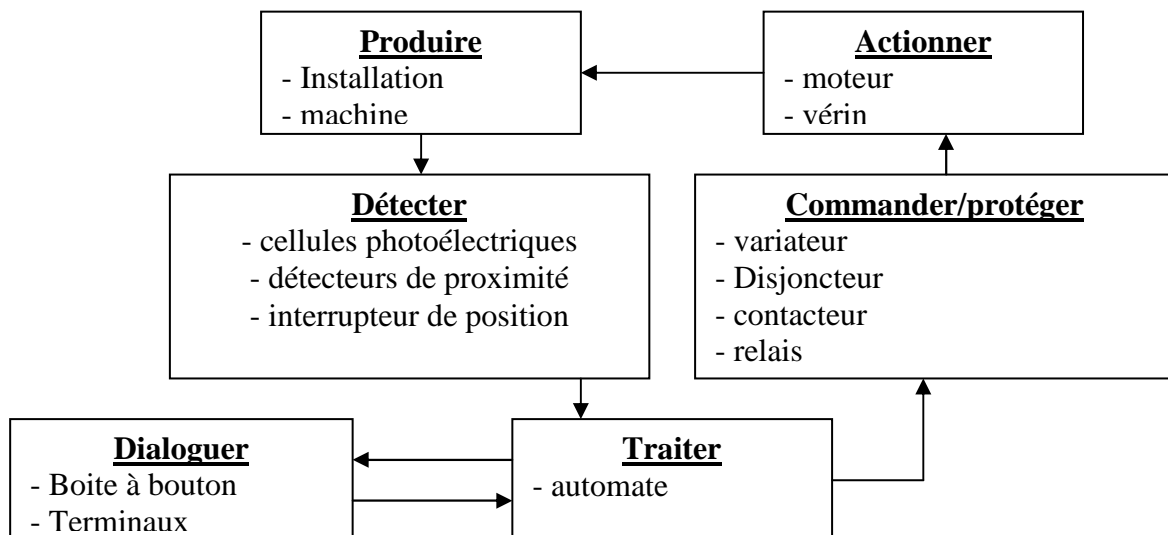 Produire
- Installation
- machine
Actionner
- moteur
- vérin
Détecter
- cellules photoélectriques
- détecteurs de proximité
- interrupteur de position
Commander/protéger
- variateur
- Disjoncteur
- contacteur
- relais
Dialoguer
- Boite à bouton
- Terminaux
Traiter
- automate